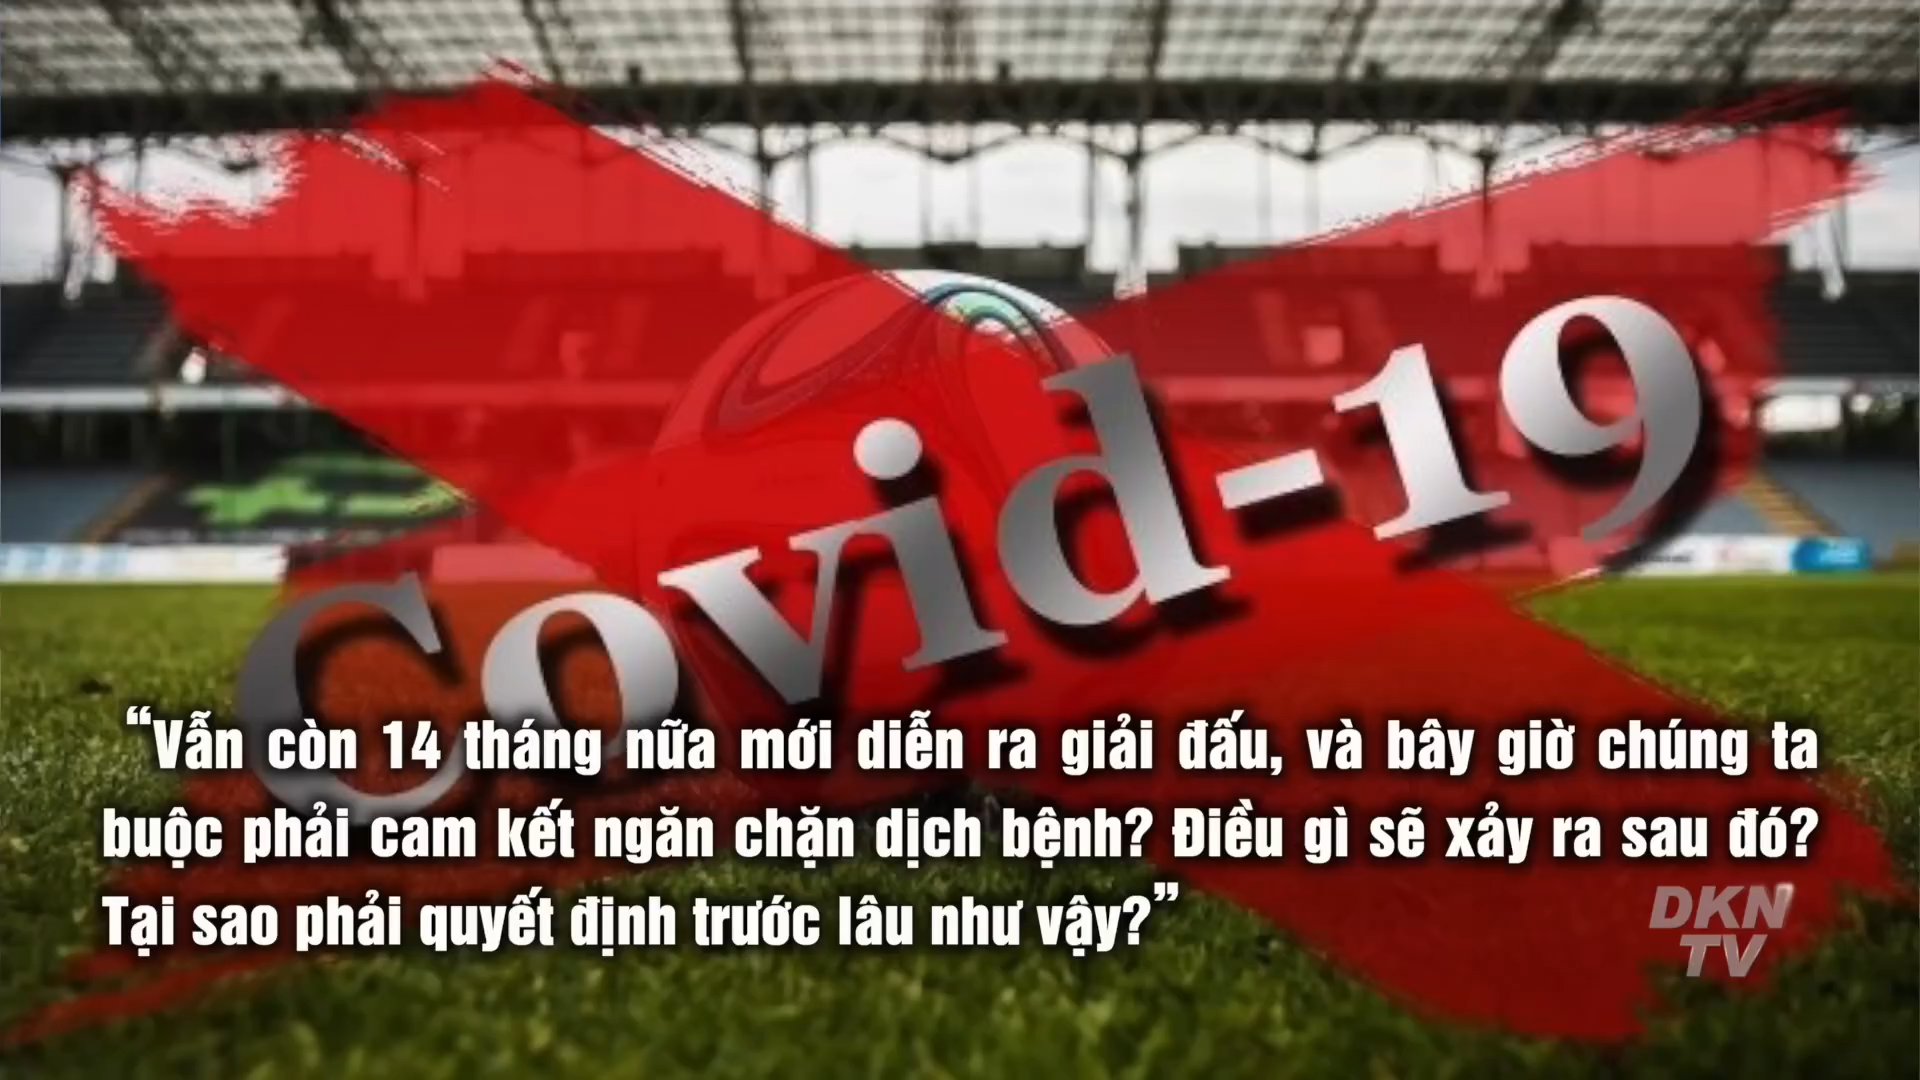 Covid-19
“Vẫn còn 14 tháng nữa mới diễn ra giải đấu, và bây giờ chúng ta
buộc phải cam kết ngăn chặn dịch bệnh? Điều gì sẽ xảy ra sau đó?
Tại sao phải quyết định trước lâu như vậy?”
DKN
TV